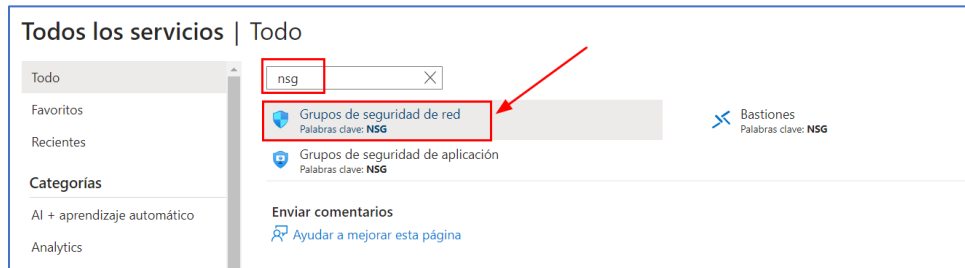 Todos los servicios | Todo
Todo
Favoritos
Recientes
Categorías
AI + aprendizaje automático
Analytics
nsg
Grupos de seguridad de red
Palabras clave: NSG
Bastiones
Palabras clave: NSG
Grupos de seguridad de aplicación
Palabras clave: NSG
Enviar comentarios
Ayudar a mejorar esta página